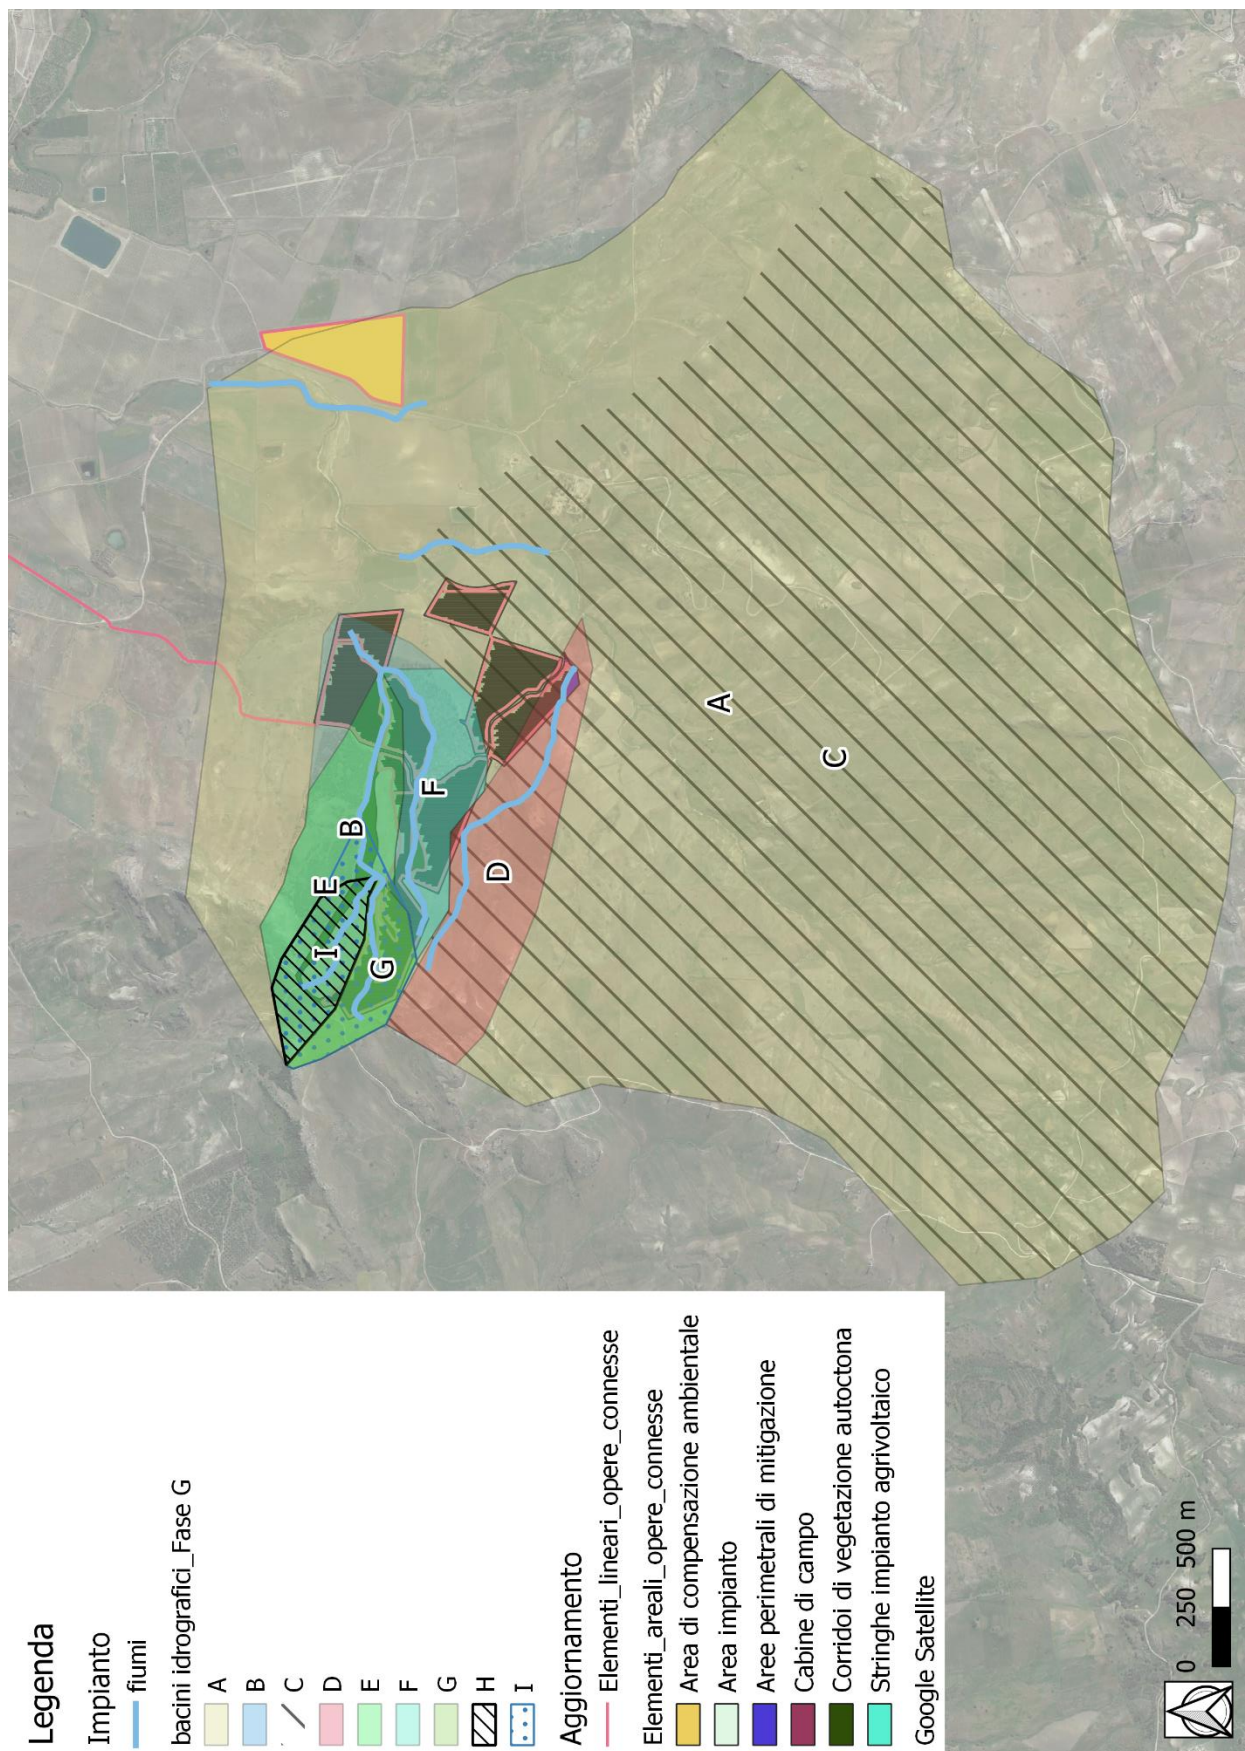 Legenda
Impianto
fiumi
bacini idrografici_Fase G
A
B
C
D
E
F
G
H
I
Aggiornamento
Elementi_lineari_opere_connesse
Elementi_areali_opere_connesse
Area di compensazione ambientale
Area impianto
Aree perimetrali di mitigazione
Cabine di campo
Corridoi di vegetazione autoctona
Stringhe impianto agrivoltaico
Google Satellite
0 250 500 m
I
E
B
G
F
D
A
C